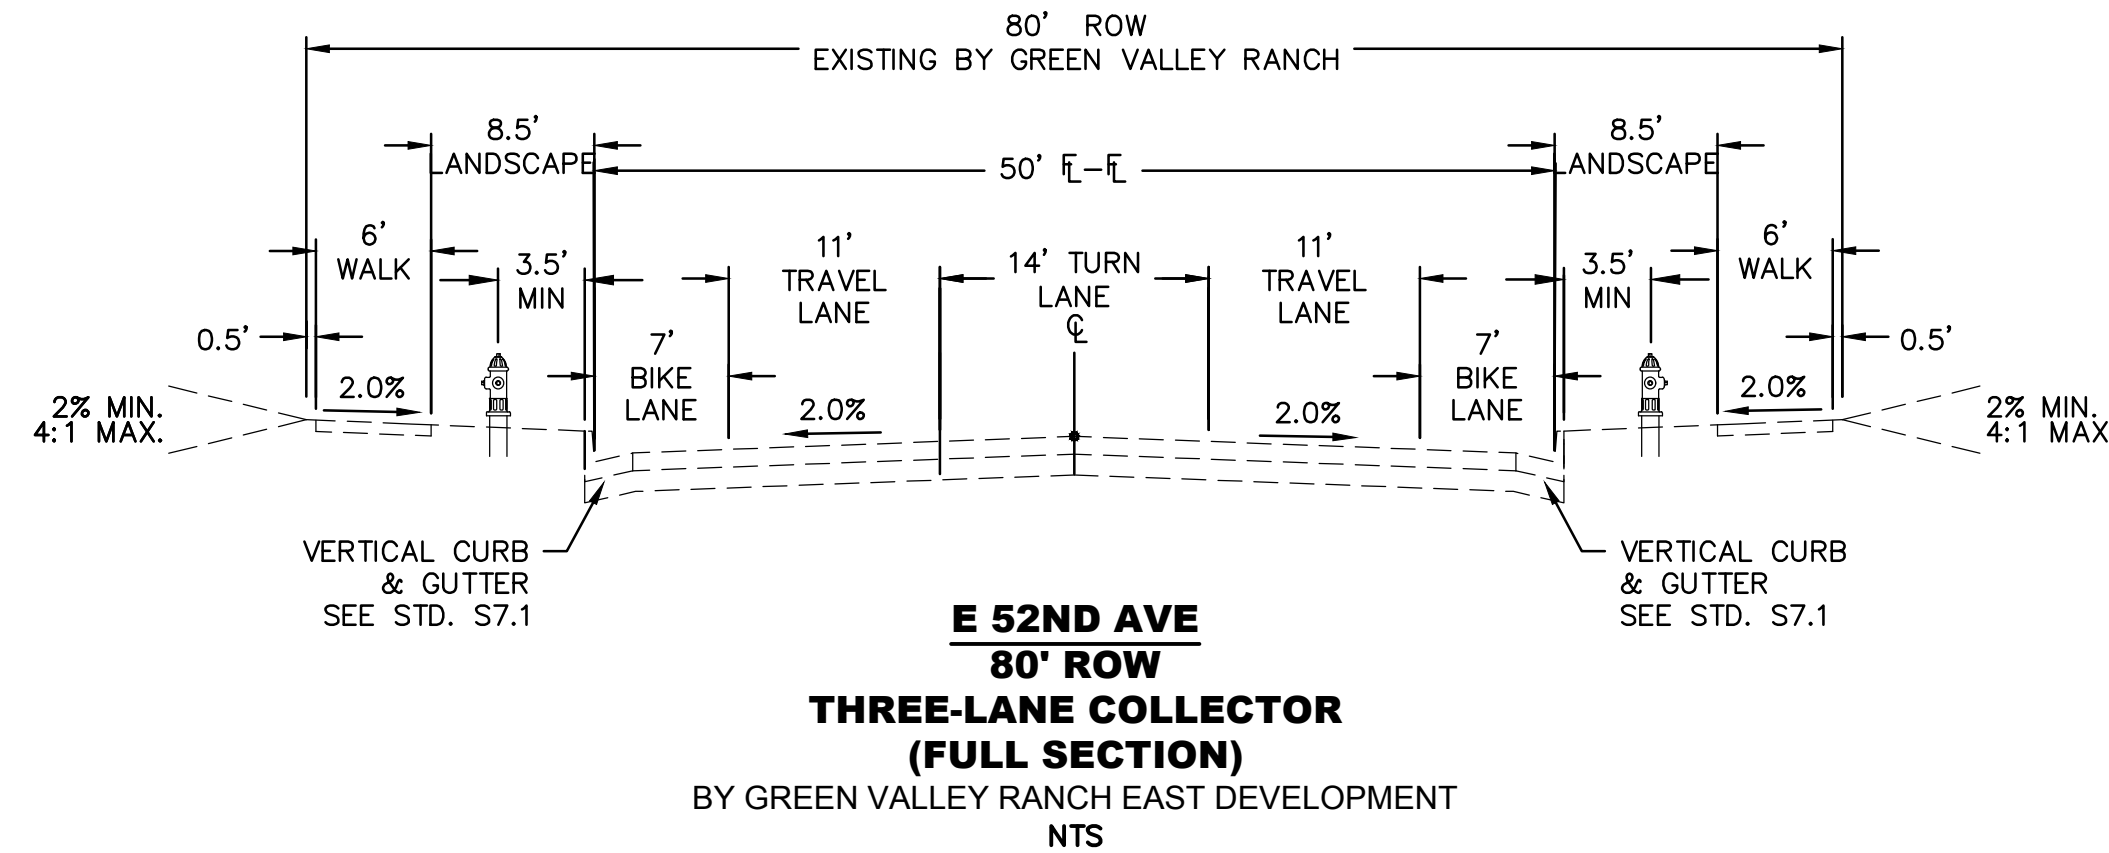 80' ROW
EXISTING BY GREEN VALLEY RANCH
8.5'
LANDSCAPE
50' FL-FL
8.5'
LANDSCAPE
6'
WALK
3.5'
MIN
11'
TRAVEL
LANE
14' TURN
LANE
CL
11'
TRAVEL
LANE
3.5'
MIN
6'
WALK
0.5'
7'
BIKE
LANE
7'
BIKE
LANE
0.5'
2% MIN.
4:1 MAX.
2.0%
2.0%
2.0%
2.0%
2% MIN.
4:1 MAX
VERTICAL CURB
& GUTTER
SEE STD. S7.1
VERTICAL CURB
& GUTTER
SEE STD. S7.1
E 52ND AVE
80' ROW
THREE-LANE COLLECTOR
(FULL SECTION)
BY GREEN VALLEY RANCH EAST DEVELOPMENT
NTS